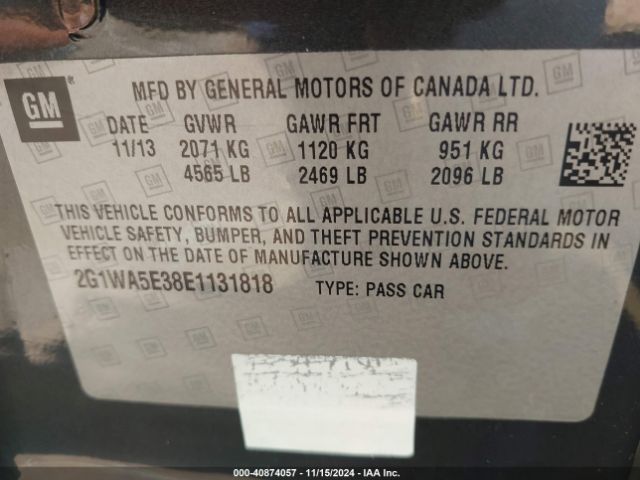 GM
MFD BY GENERAL MOTORS OF CANADA LTD.
DATE GVWR GAWR FRT GAWR RR
11/13 2071 KG 1120 KG 951 KG
4565 LB 2469 LB 2096 LB
THIS VEHICLE CONFORMS TO ALL APPLICABLE U.S. FEDERAL MOTOR
VEHICLE SAFETY, BUMPER, AND THEFT PREVENTION STANDARDS IN
EFFECT ON THE DATE OF MANUFACTURE SHOWN ABOVE.
2G1WA5E38E1131818 TYPE: PASS CAR
000-40874057 - 11/15/2024 - IAA Inc.